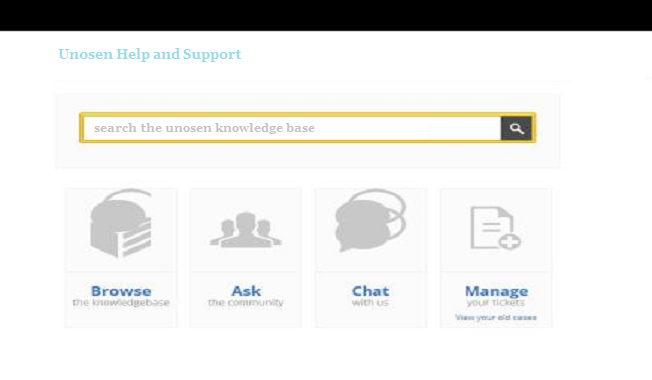 Unosen Help and Support
search the unosen knowledge base
Browse
the knowledgebase
Ask
the community
Chat
with us
Manage
your tickets
View your old cases